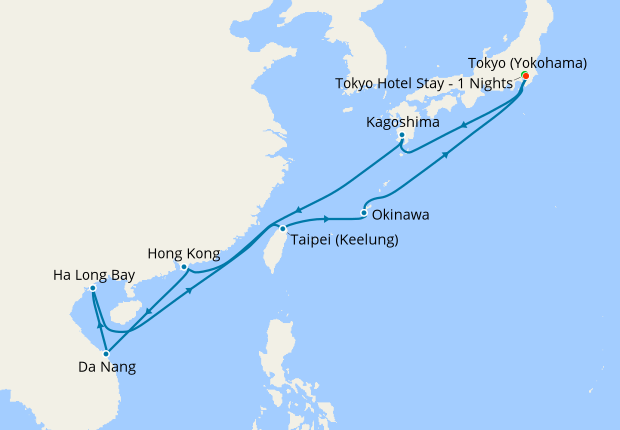 Tokyo (Yokohama)
Tokyo Hotel Stay - 1 Nights
Kagoshima
Okinawa
Taipei (Keelung)
Hong Kong
Ha Long Bay
Da Nang